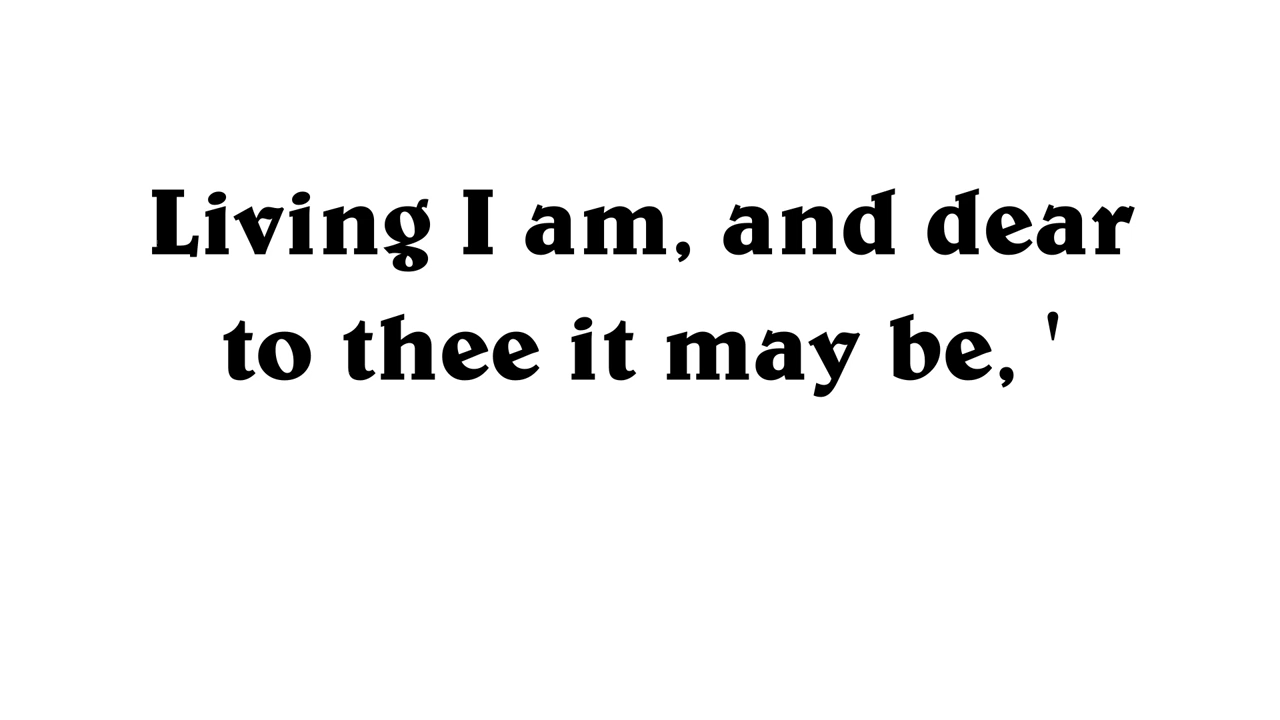 Living I am, and dear
to thee it may be, '